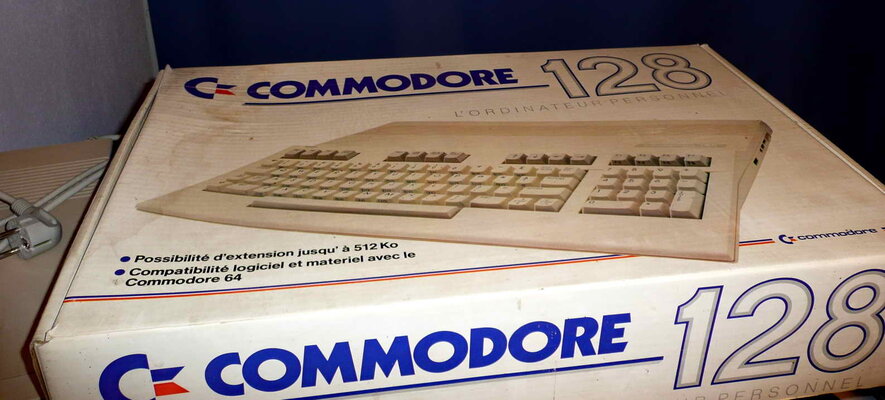 COMMODORE 128
L'ORDINATEUR PERSONNEL
● Possibilité d'extension jusqu' à 512 Ko
● Compatibilité logiciel et materiel avec le
Commodore 64
commodore
COMMODORE 128
PERSONNEL